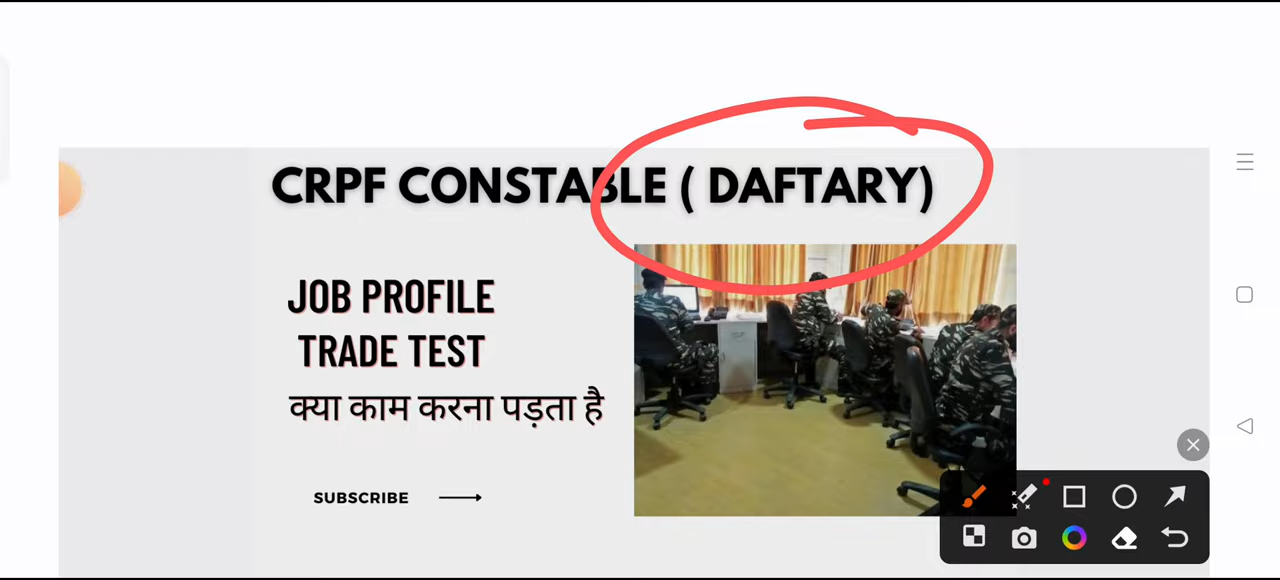 CRPF CONSTABLE ( DAFTARY)
JOB PROFILE
TRADE TEST
क्या काम करना पड़ता है
SUBSCRIBE